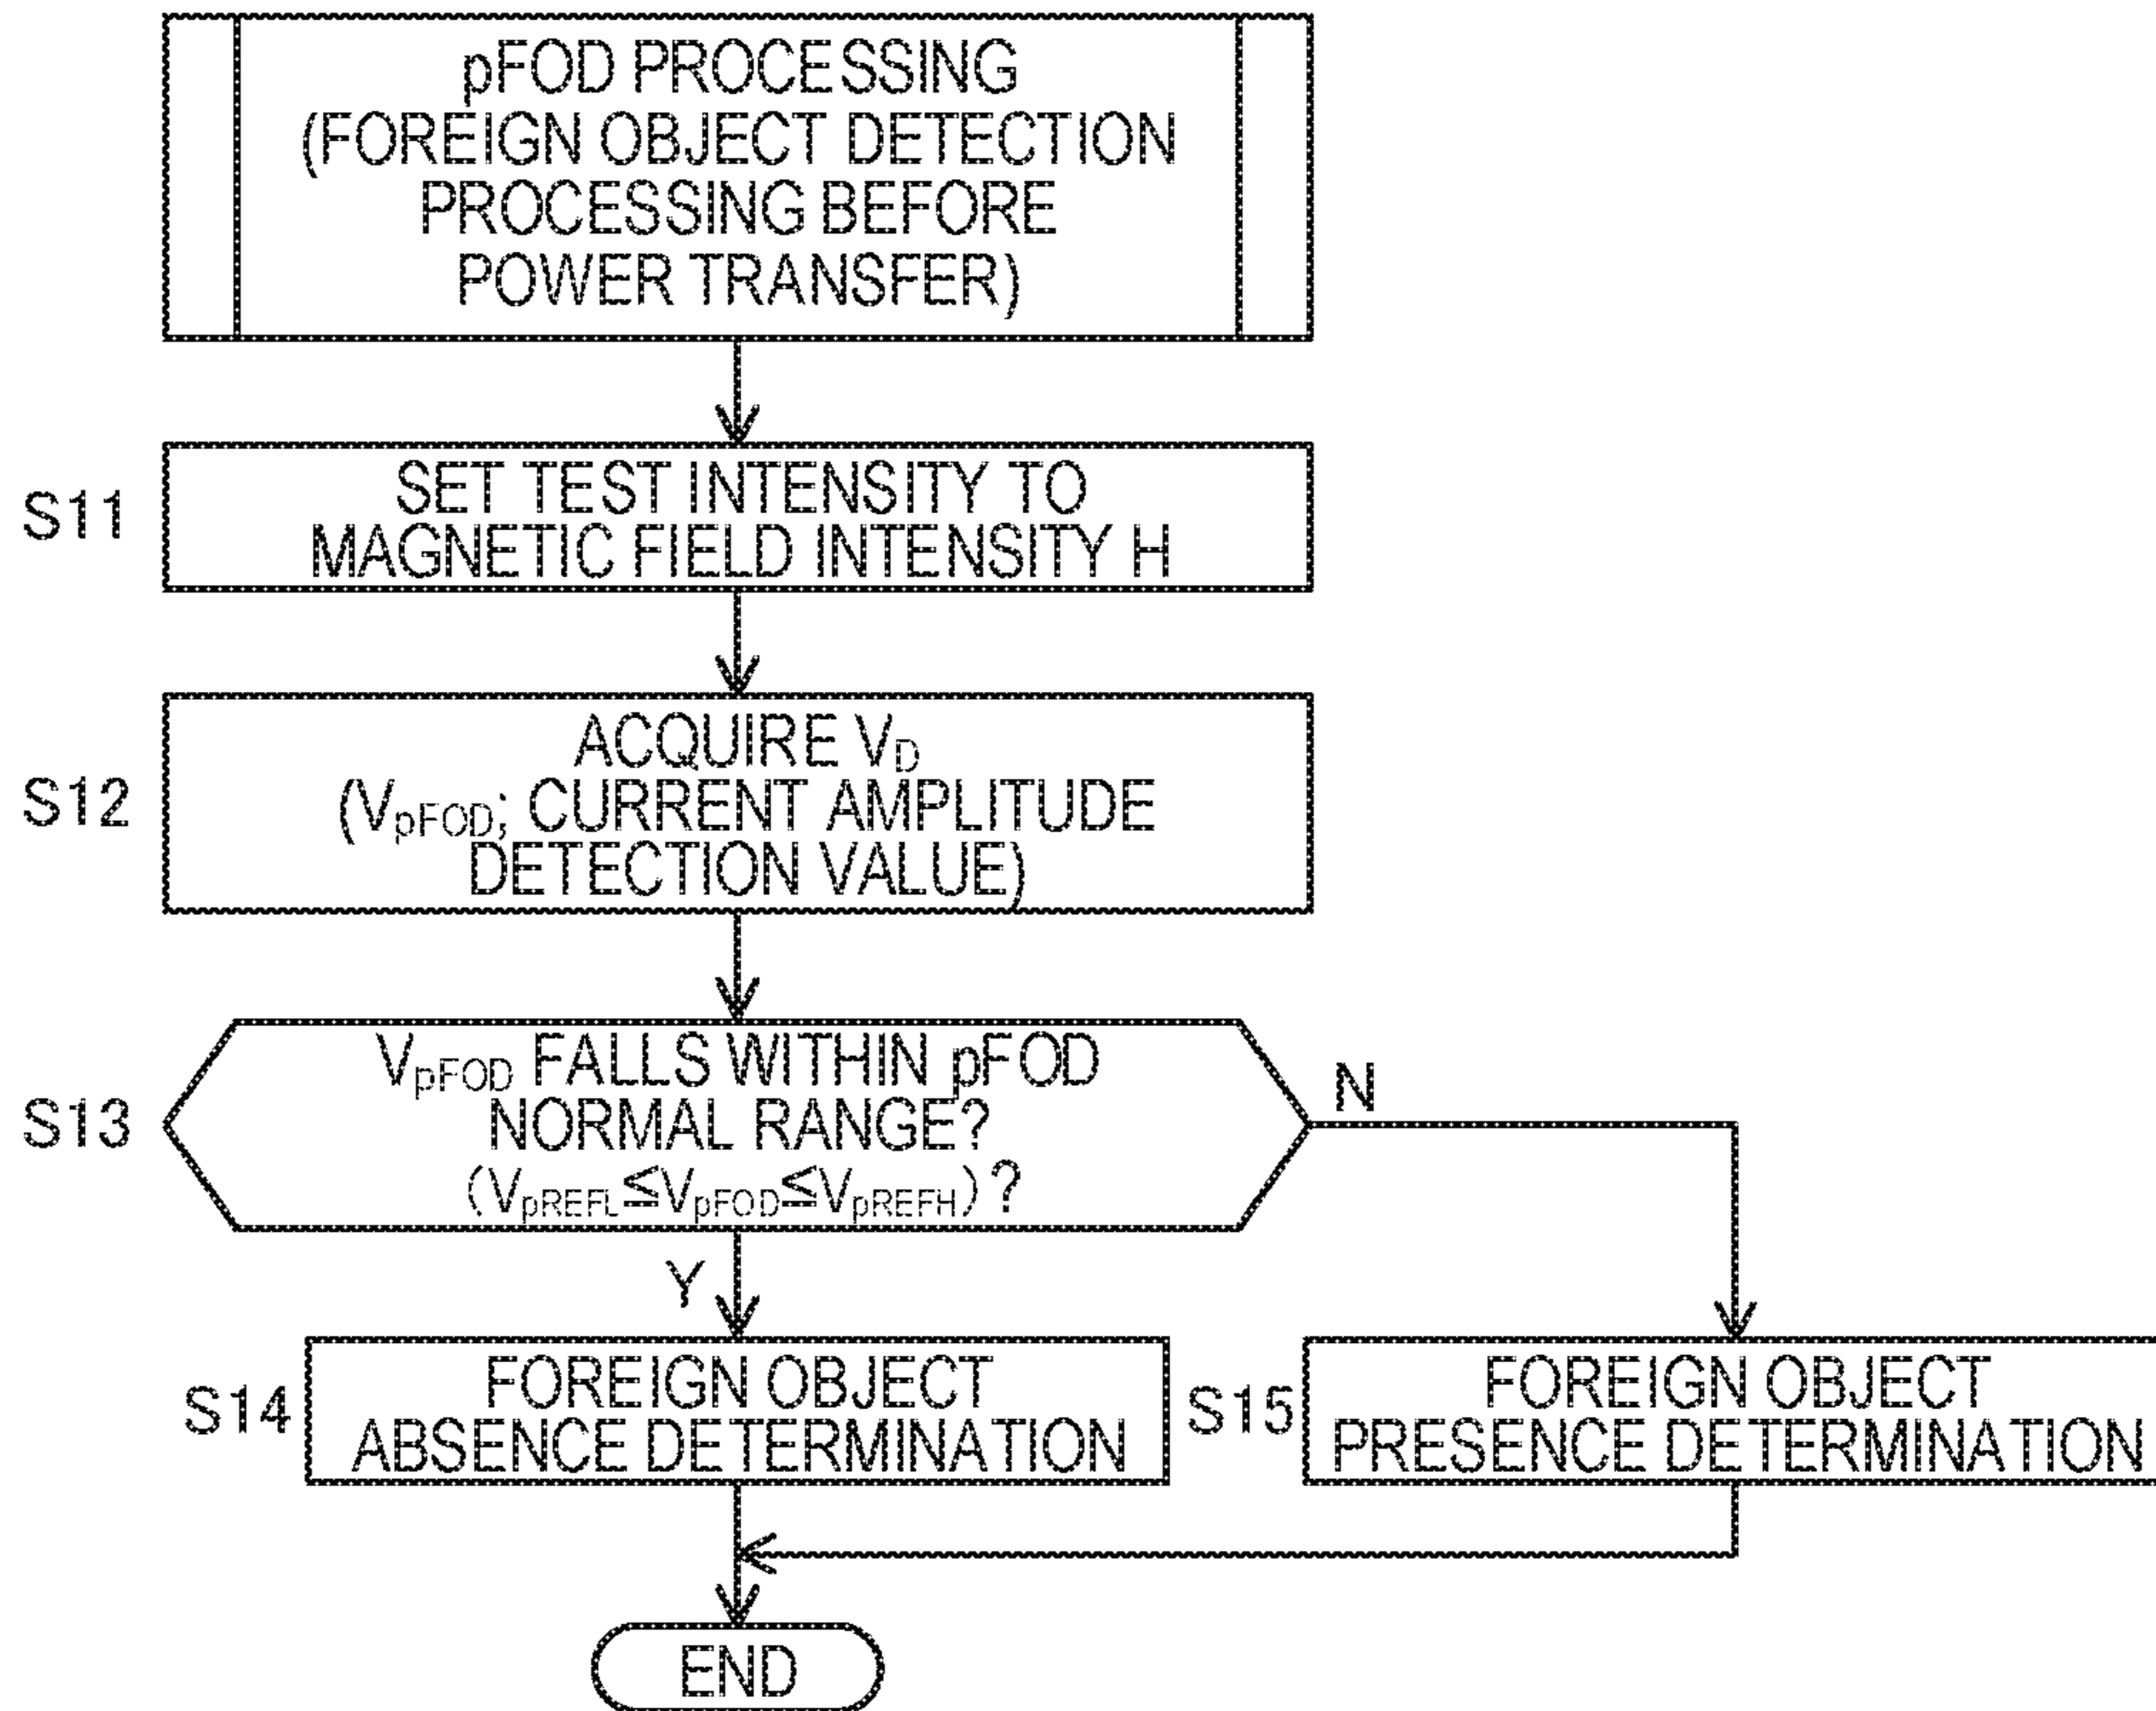 pFOD PROCESSING
(FOREIGN OBJECT DETECTION
PROCESSING BEFORE
POWER TRANSFER)
S11
SET TEST INTENSITY TO
MAGNETIC FIELD INTENSITY H
S12
ACQUIRE VD
(VpFOD; CURRENT AMPLITUDE
DETECTION VALUE)
S13
VpFOD FALLS WITHIN pFOD
NORMAL RANGE?
(VpREFL≦VpFOD≦VpREFH)?
N
Y
S14
FOREIGN OBJECT
ABSENCE DETERMINATION
S15
FOREIGN OBJECT
PRESENCE DETERMINATION
END